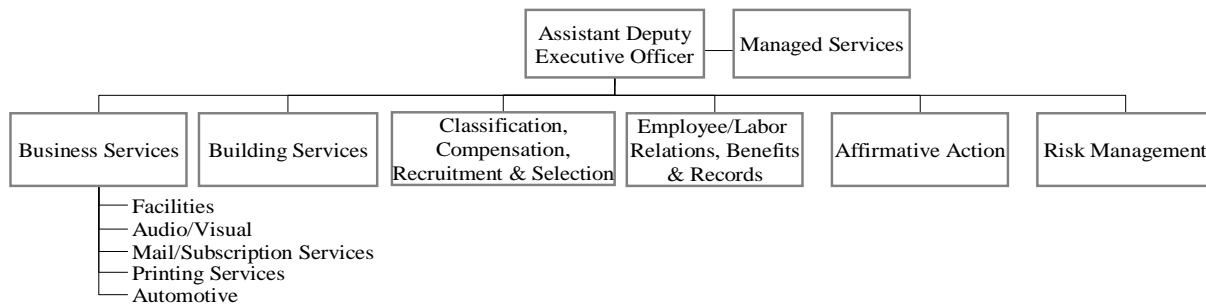 Assistant Deputy
Executive Officer
Managed Services
Business Services
Building Services
Classification,
Compensation,
Recruitment & Selection
Employee/Labor
Relations, Benefits
& Records
Affirmative Action
Risk Management
Facilities
Audio/Visual
Mail/Subscription Services
Printing Services
Automotive